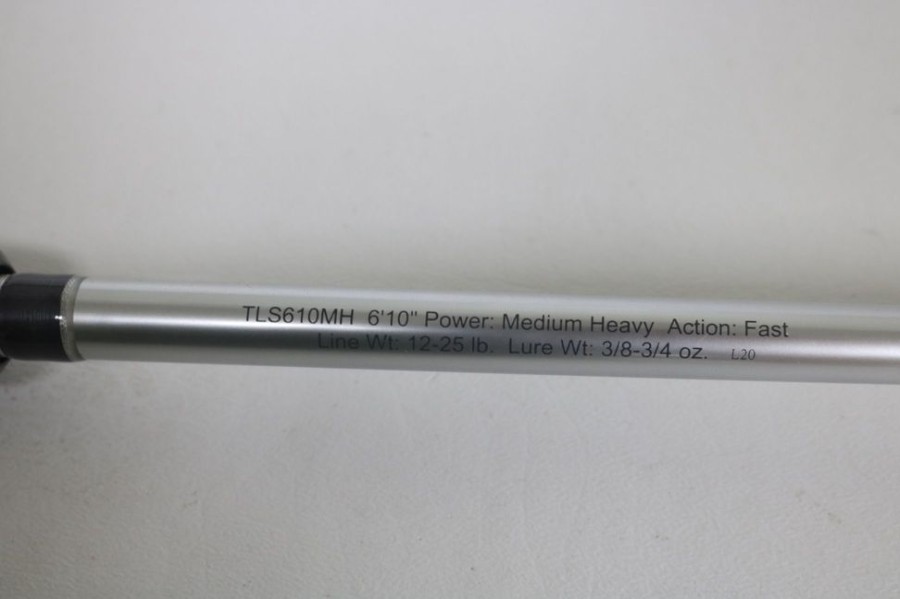 TLS610MH 6'10" Power: Medium Heavy Action: Fast
Line Wt: 12-25 lb. Lure Wt: 3/8-3/4 oz. L20